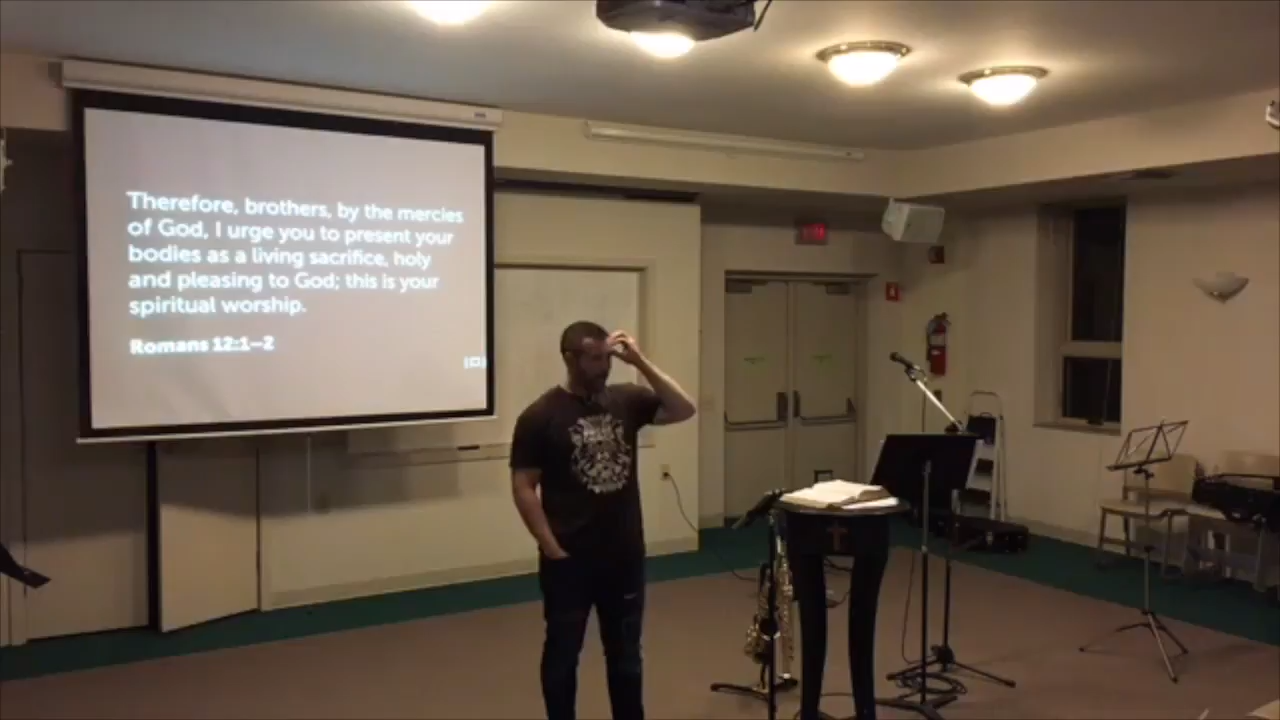 Therefore, brothers, by the mercies
of God, I urge you to present your
bodies as a living sacrifice, holy
and pleasing to God; this is your
spiritual worship.
Romans 12:1–2